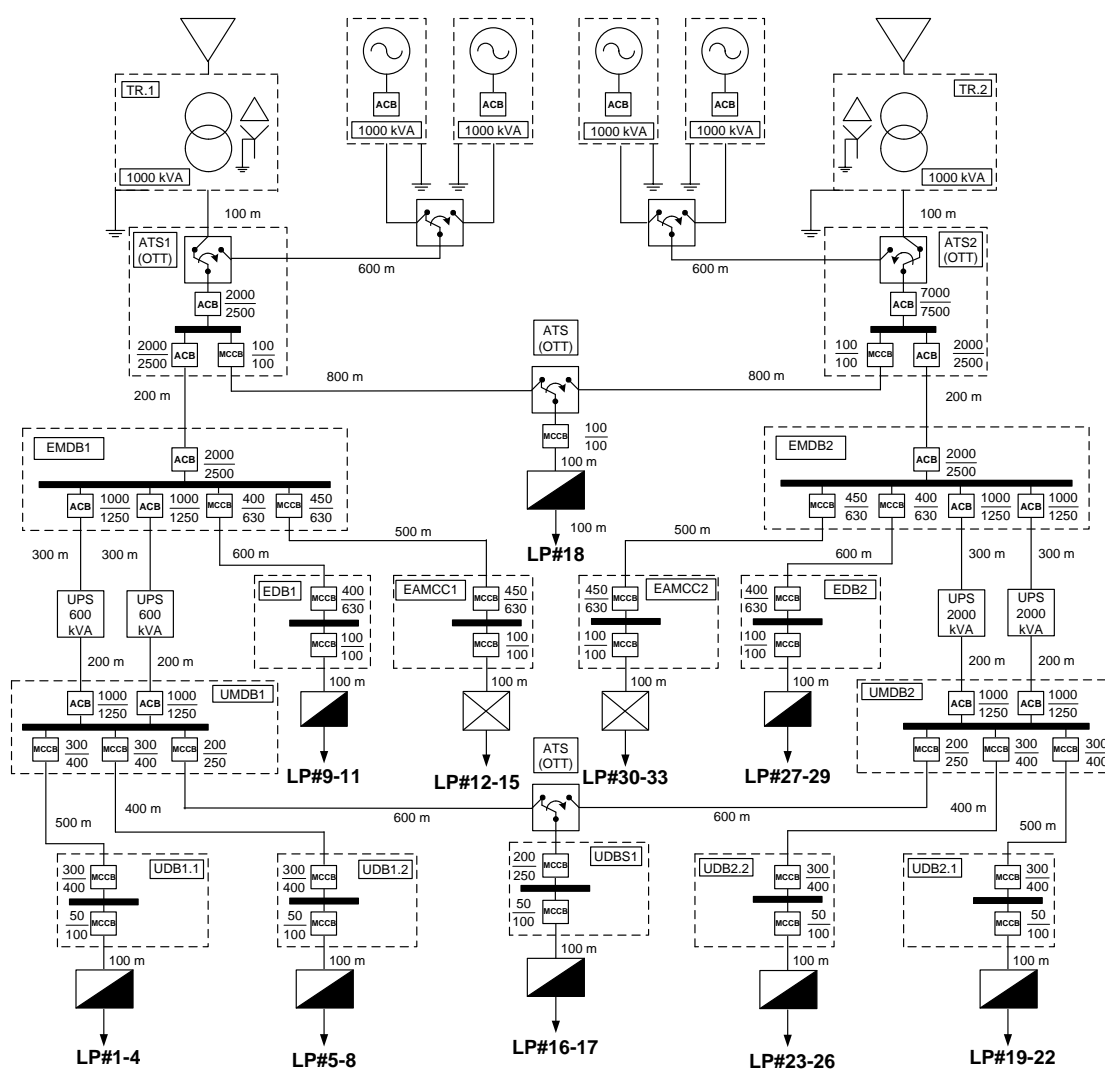 TR.1
1000 kVA
ACB
1000 kVA
ACB
1000 kVA
ACB
1000 kVA
ACB
1000 kVA
TR.2
1000 kVA
100 m
100 m
ATS1
(OTT)
600 m
600 m
ATS2
(OTT)
ACB
2000
2500
ACB
7000
7500
2000
2500
ACB
MCCB
100
100
ATS
(OTT)
100
100
MCCB
ACB
2000
2500
800 m
800 m
200 m
200 m
MCCB
100
100
100 m
100 m
LP#18
EMDB1
ACB
2000
2500
ACB
1000
1250
ACB
1000
1250
MCCB
400
630
MCCB
450
630
EMDB2
ACB
2000
2500
MCCB
450
630
MCCB
400
630
ACB
1000
1250
ACB
1000
1250
300 m
300 m
600 m
500 m
500 m
600 m
300 m
300 m
UPS
600
kVA
UPS
600
kVA
EDB1
MCCB
400
630
MCCB
100
100
100 m
LP#9-11
EAMCC1
MCCB
450
630
MCCB
100
100
100 m
LP#12-15
EAMCC2
450
630
MCCB
100
100
MCCB
100 m
LP#30-33
EDB2
400
630
MCCB
100
100
MCCB
100 m
LP#27-29
UPS
2000
kVA
UPS
2000
kVA
200 m
200 m
200 m
200 m
UMDB1
ACB
1000
1250
ACB
1000
1250
MCCB
300
400
MCCB
300
400
MCCB
200
250
UMDB2
ACB
1000
1250
ACB
1000
1250
200
250
MCCB
300
400
MCCB
300
400
MCCB
ATS
(OTT)
500 m
400 m
600 m
600 m
400 m
500 m
UDB1.1
300
400
MCCB
50
100
MCCB
100 m
LP#1-4
UDB1.2
300
400
MCCB
50
100
MCCB
100 m
LP#5-8
UDBS1
200
250
MCCB
50
100
MCCB
100 m
LP#16-17
UDB2.2
MCCB
300
400
MCCB
50
100
100 m
LP#23-26
UDB2.1
MCCB
300
400
MCCB
50
100
100 m
LP#19-22